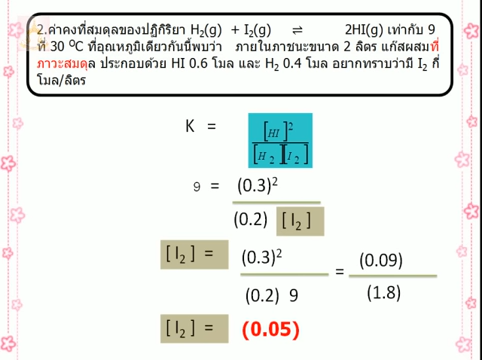 2.ค่าคงที่สมดุลของปฏิกิริยา H₂(g) + I₂(g) ⇌ 2HI(g) เท่ากับ 9
ที่ 30 ⁰C ที่อุณหภูมิเดียวกันนี้พบว่า ภายในภาชนะขนาด 2 ลิตร แก๊สผสมที่
ภาวะสมดุล ประกอบด้วย HI 0.6 โมล และ H₂ 0.4 โมล อยากทราบว่ามี I₂ กี่
โมล/ลิตร
K = [HI]² / [H₂][I₂]
9 = (0.3)² / (0.2) [I₂]
[I₂] = (0.3)² / (0.2) 9 = (0.09) / (1.8)
[I₂] = (0.05)